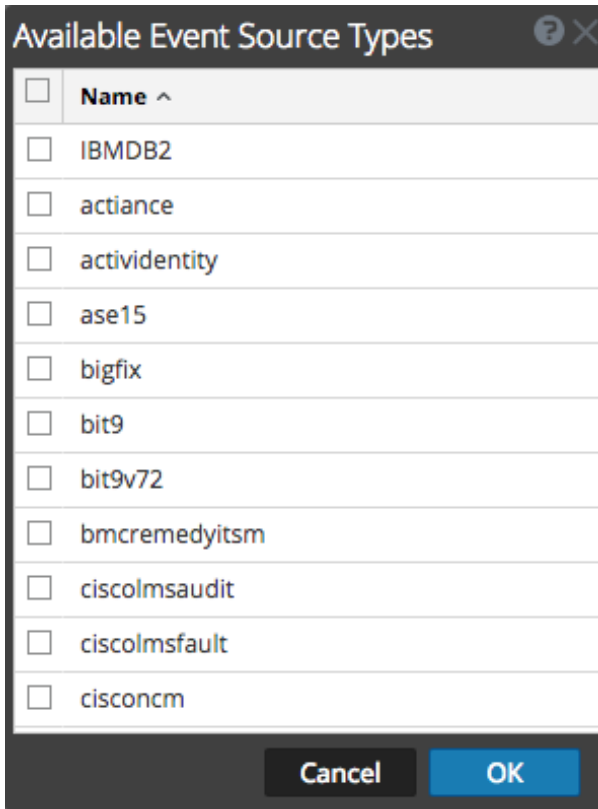 Available Event Source Types
Name
IBMDB2
actiance
actividentity
ase15
bigfix
bit9
bit9v72
bmcremedyitsm
ciscolmsaudit
ciscolmsfault
cisconcm
Cancel OK